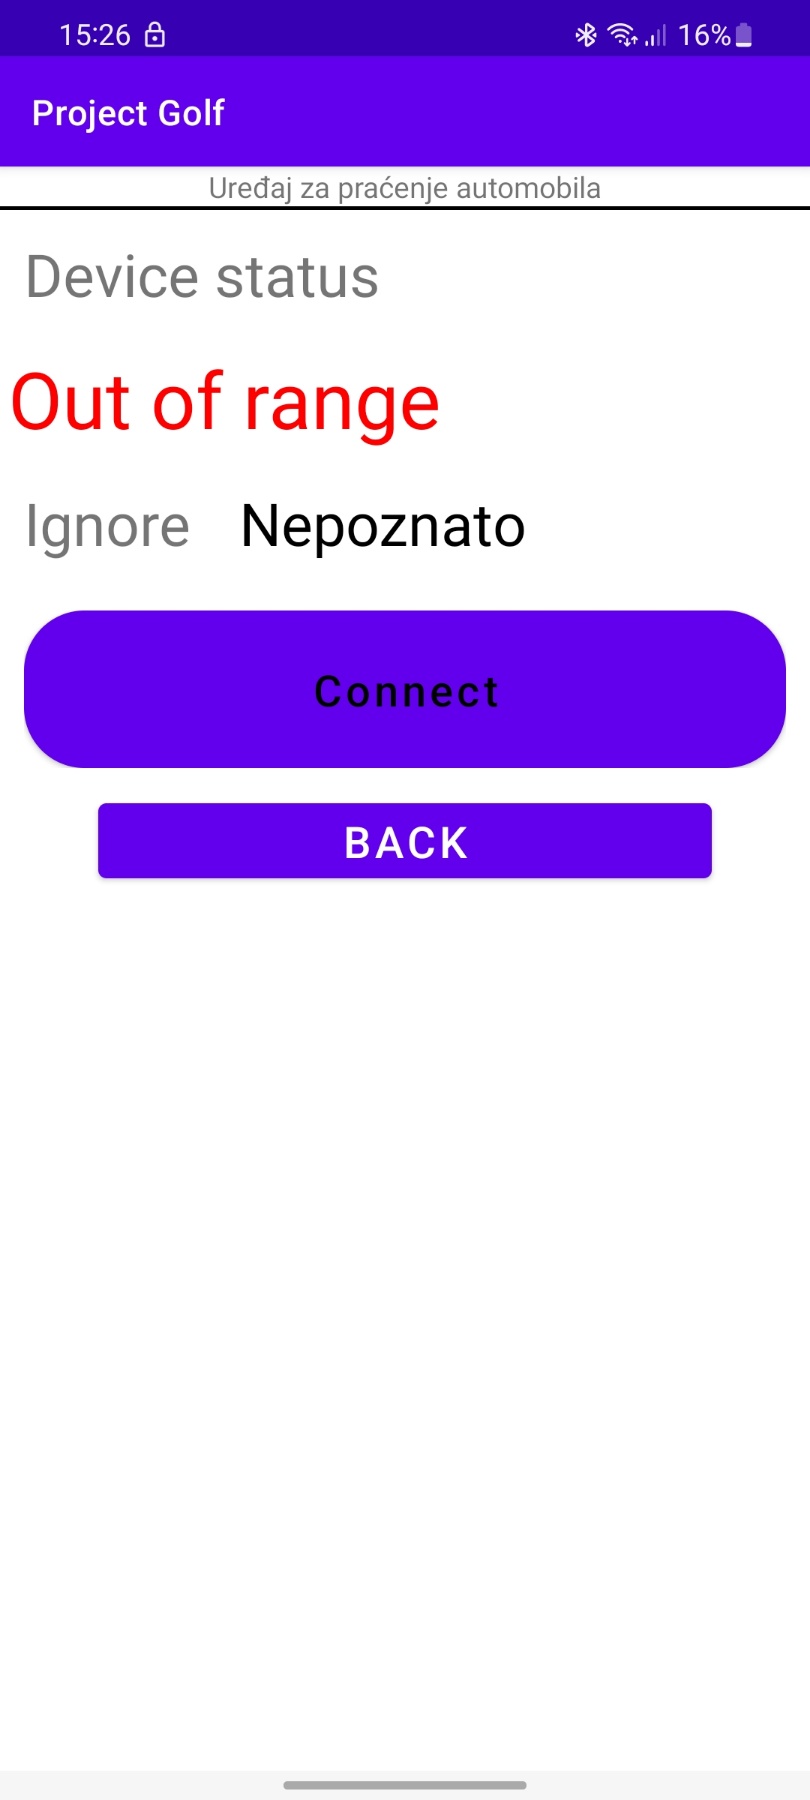 15:26 16%
Project Golf
Uređaj za praćenje automobila
Device status
Out of range
Ignore Nepoznato
Connect
BACK